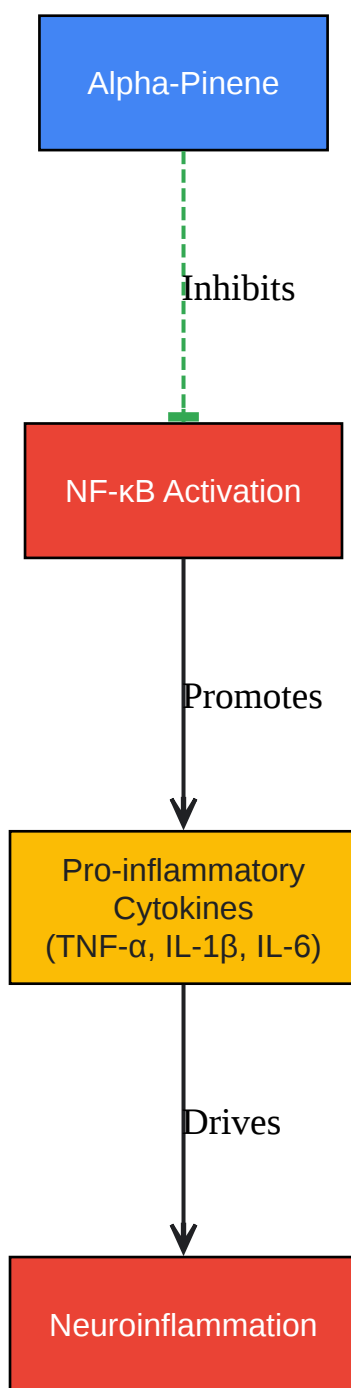 Alpha-Pinene
Inhibits
NF-κB Activation
Promotes
Pro-inflammatory
Cytokines
(TNF-α, IL-1β, IL-6)
Drives
Neuroinflammation